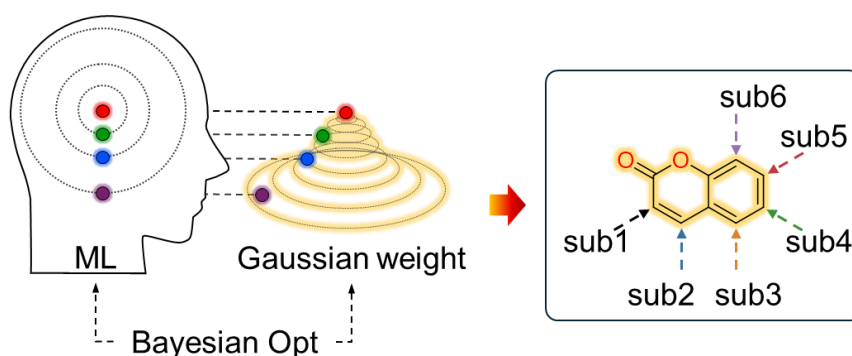 ML
Gaussian weight
Bayesian Opt
sub6
sub5
O
O
sub1
sub4
sub2
sub3